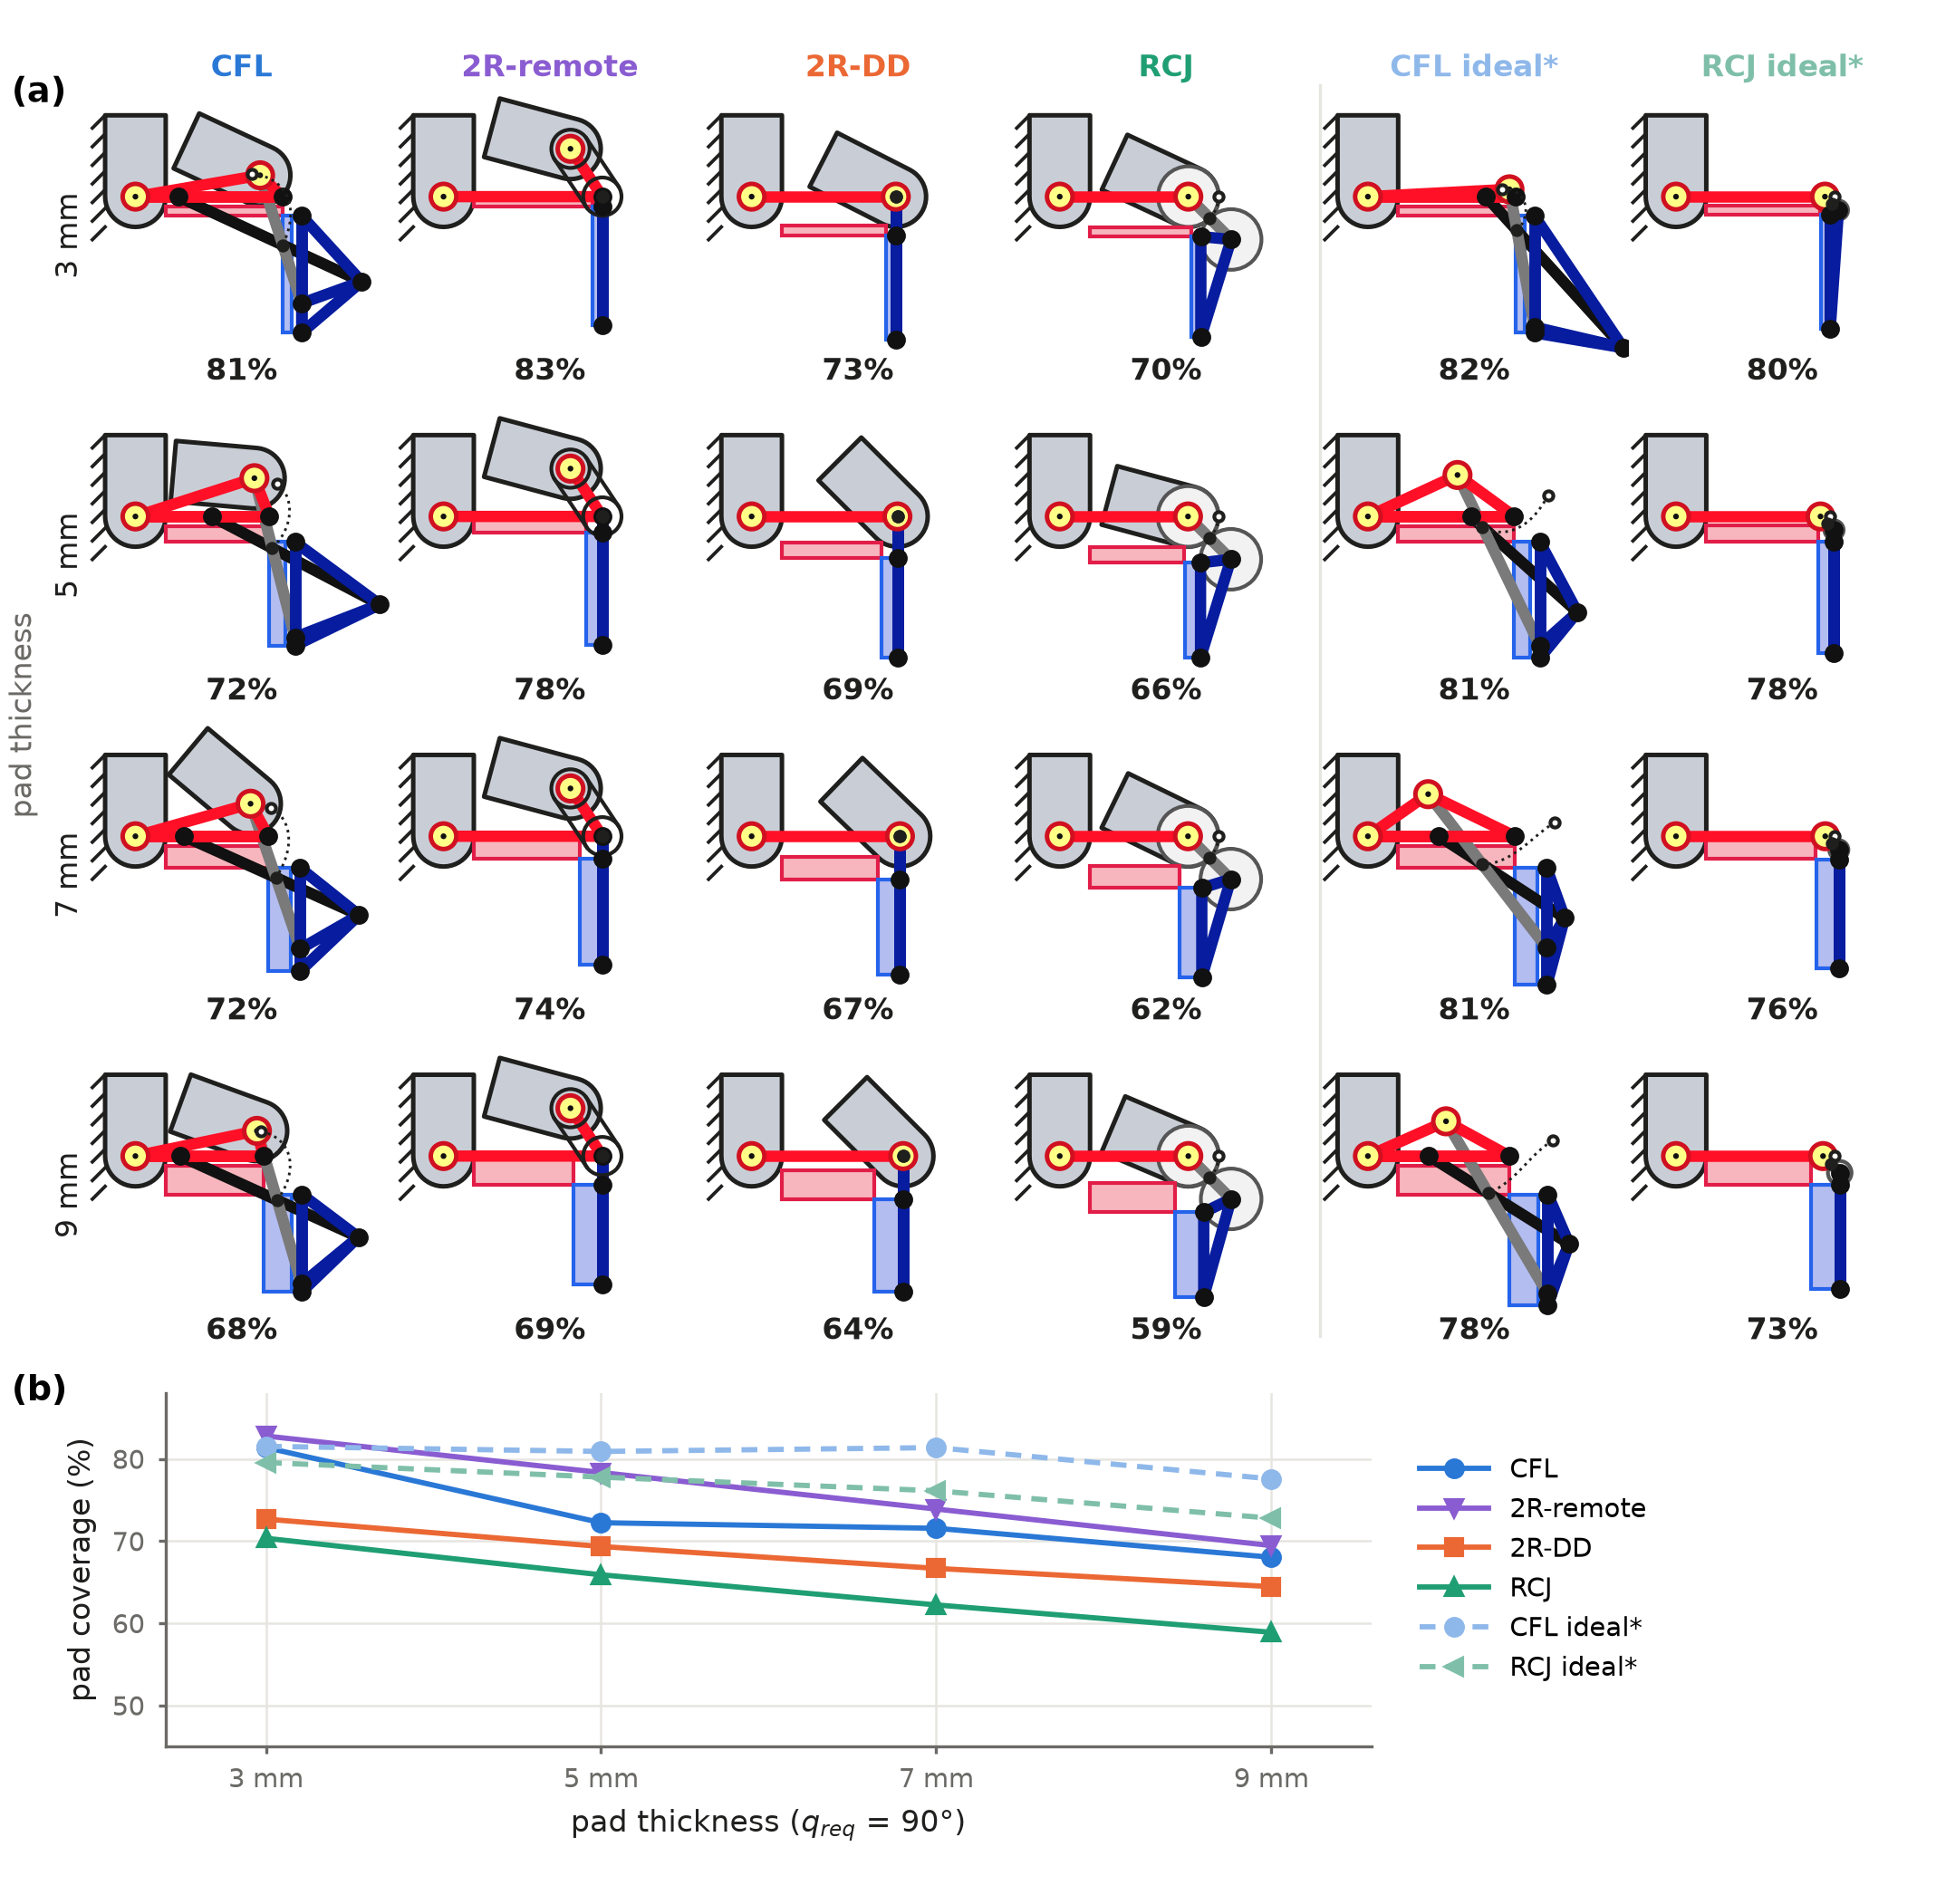 CFL 2R-remote 2R-DD RCJ CFL ideal* RCJ ideal*
(a)
pad thickness
3 mm
81% 83% 73% 70% 82% 80%
5 mm
72% 78% 69% 66% 81% 78%
7 mm
72% 74% 67% 62% 81% 76%
9 mm
68% 69% 64% 59% 78% 73%
(b)
pad coverage (%)
80
70
60
50
3 mm 5 mm 7 mm 9 mm
pad thickness (q_req = 90°)
CFL
2R-remote
2R-DD
RCJ
CFL ideal*
RCJ ideal*